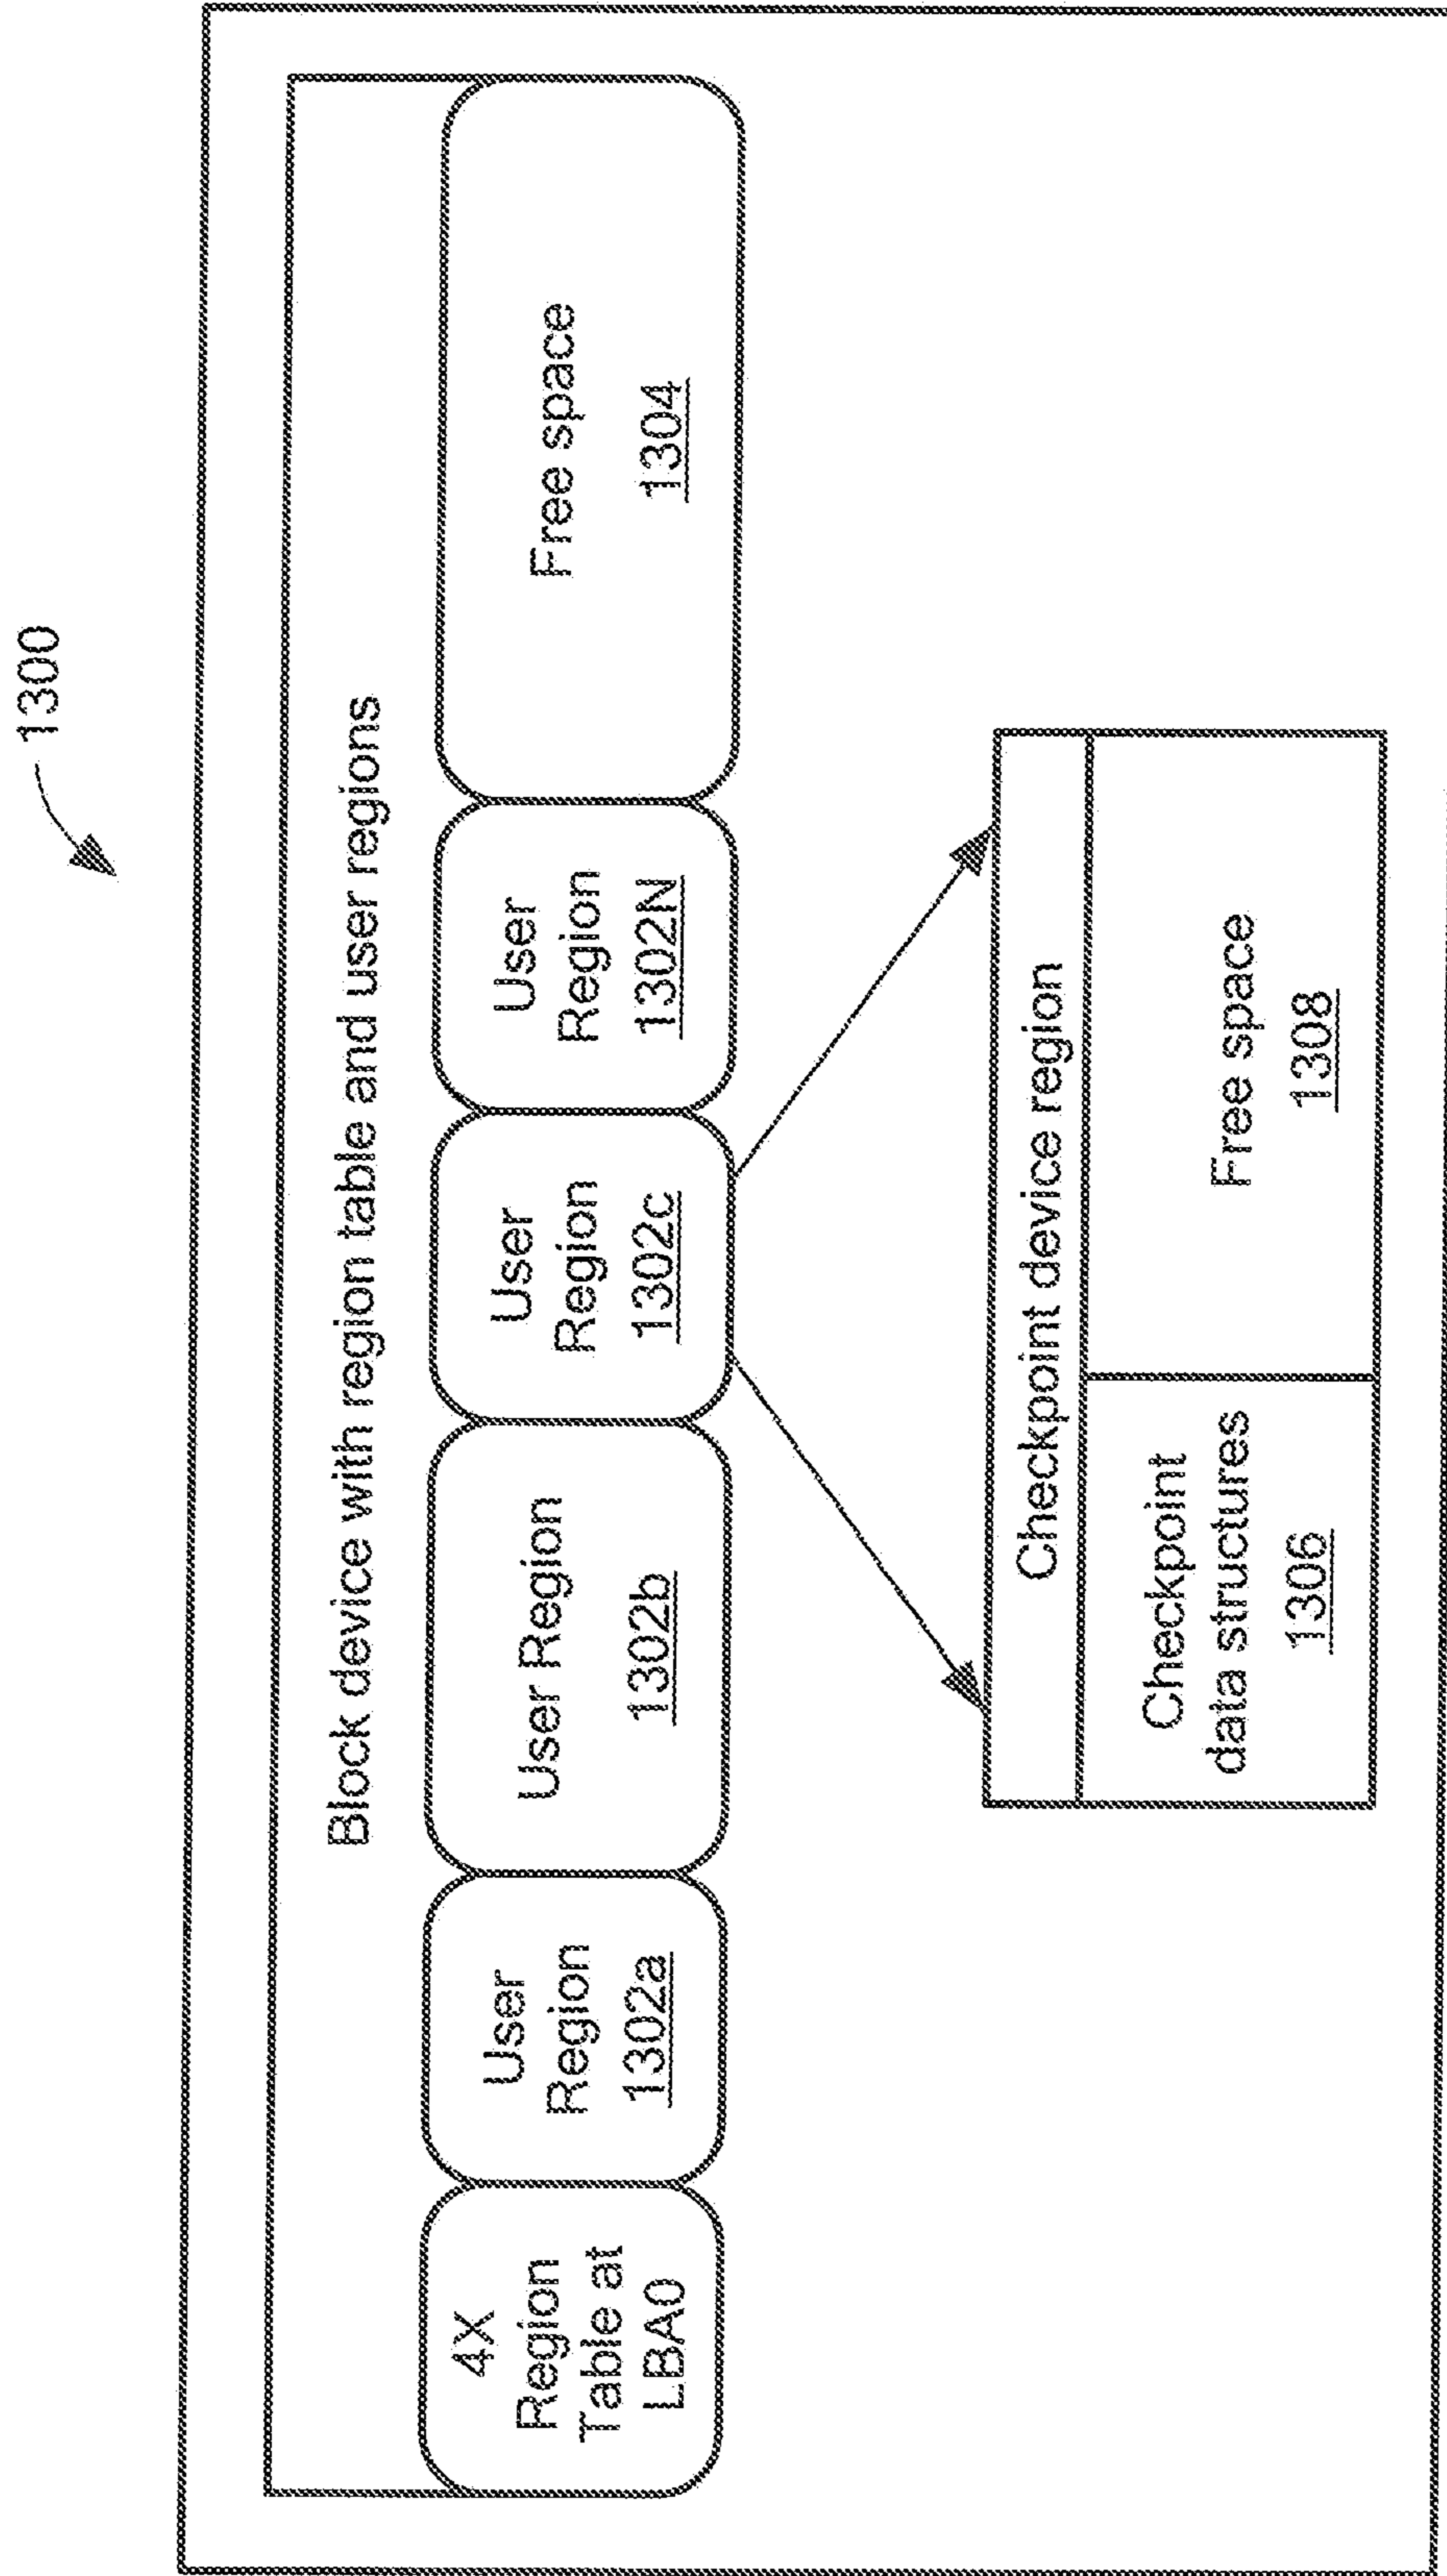 1300
Block device with region table and user regions
4X
Region
Table at
LBA0
User
Region
1302a
User Region
1302b
User
Region
1302c
User
Region
1302N
Free space
1304
Checkpoint device region
Checkpoint
data structures
1306
Free space
1308